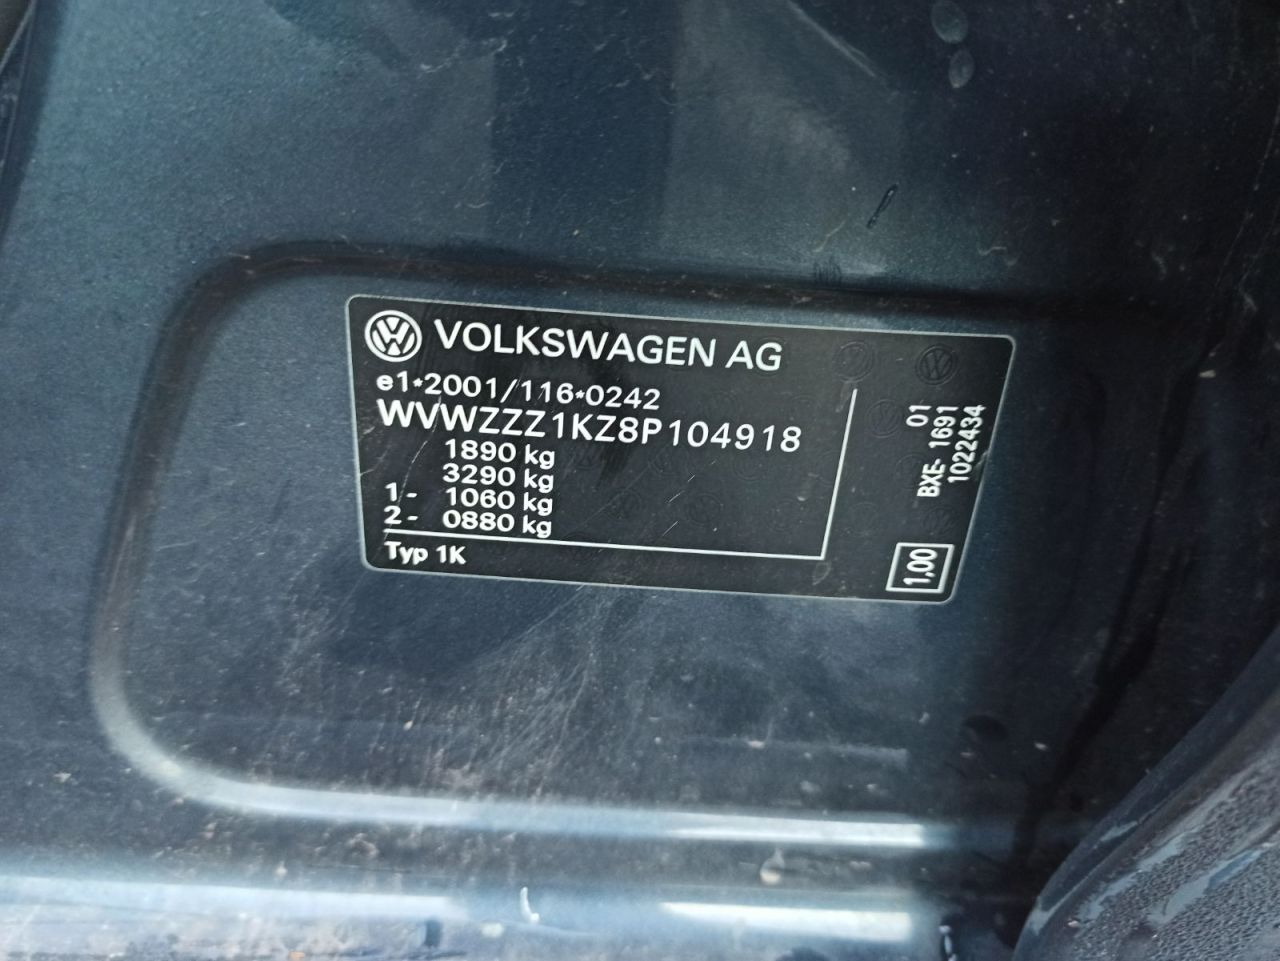 VOLKSWAGEN AG
e1*2001/116*0242
WVWZZZ1KZ8P104918
1890 kg
3290 kg
1- 1060 kg
2- 0880 kg
Typ 1K
01
BXE- 1691
1022434
1,00